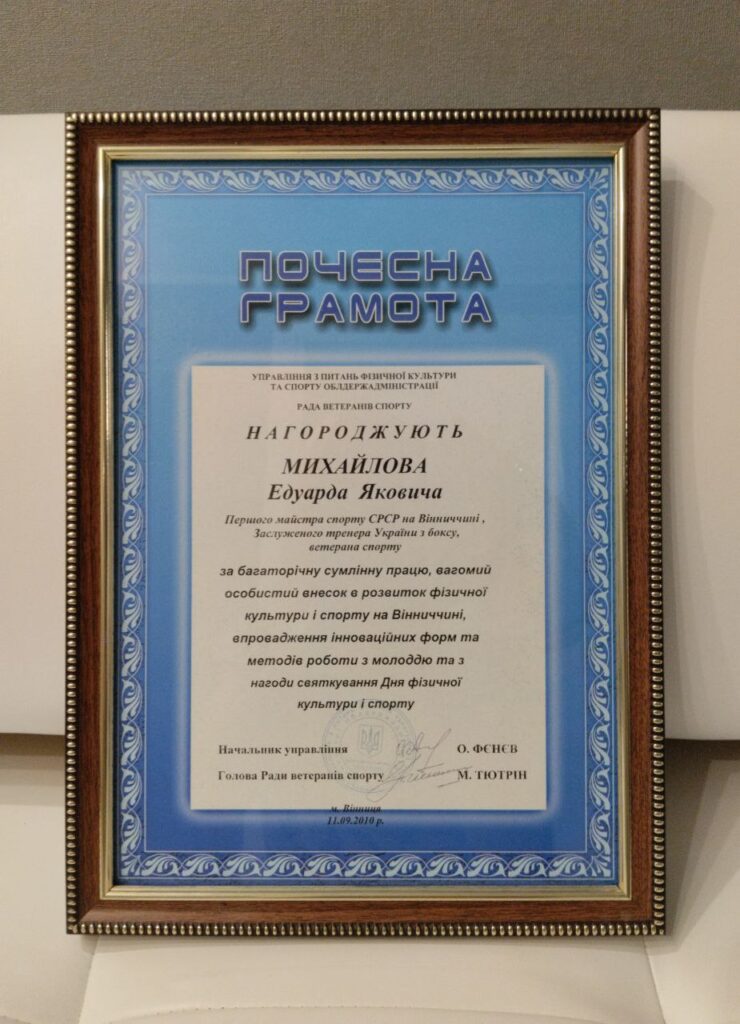 ПОЧЕСНА
ГРАМОТА
УПРАВЛІННЯ З ПИТАНЬ ФІЗИЧНОЇ КУЛЬТУРИ
ТА СПОРТУ ОБЛДЕРЖАДМІНІСТРАЦІЇ
РАДА ВЕТЕРАНІВ СПОРТУ
НАГОРОДЖУЮТЬ
МИХАЙЛОВА
Едуарда Яковича
Першого майстра спорту СРСР на Вінниччині ,
Заслуженого тренера України з боксу,
ветерана спорту
за багаторічну сумлінну працю, вагомий
особистий внесок в розвиток фізичної
культури і спорту на Вінниччині,
впровадження інноваційних форм та
методів роботи з молоддю та з
нагоди святкування Дня фізичної
культури і спорту
Начальник управління О. ФЄНЄВ
Голова Ради ветеранів спорту М. ТЮТРІН
м. Вінниця
11.09.2010 р.